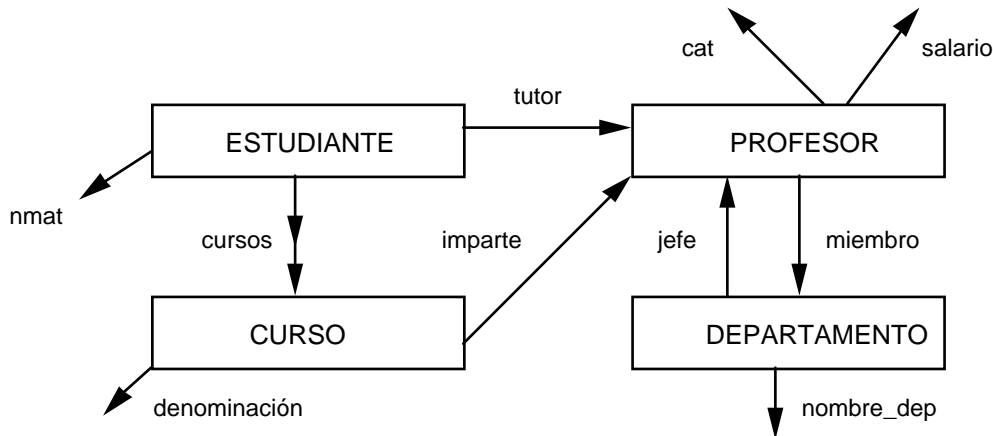 cat
salario
tutor
ESTUDIANTE
PROFESOR
nmat
cursos
imparte
jefe
miembro
CURSO
DEPARTAMENTO
denominación
nombre_dep